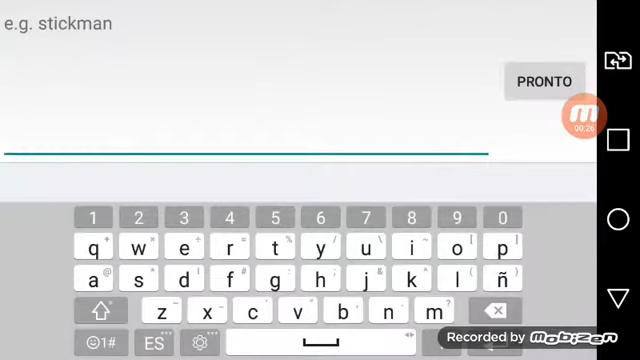 e.g. stickman
PRONTO
00:26
1 2 3 4 5 6 7 8 9 0
q w e r t y u i o p
a s d f g h j k l ñ
z x c v b n m
1# ES
Recorded by mobizen